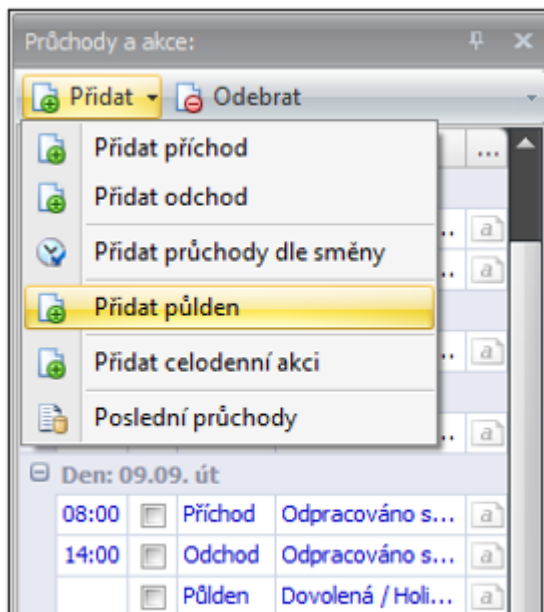 Průchody a akce:
Přidat Odebrat
...
Přidat příchod
Přidat odchod
Přidat průchody dle směny
.. a
.. a
Přidat půlden
Přidat celodenní akci
.. a
Poslední průchody
.. a
Den: 09.09. út
08:00 Příchod Odpracováno s... a
14:00 Odchod Odpracováno s... a
Půlden Dovolená / Holi... a